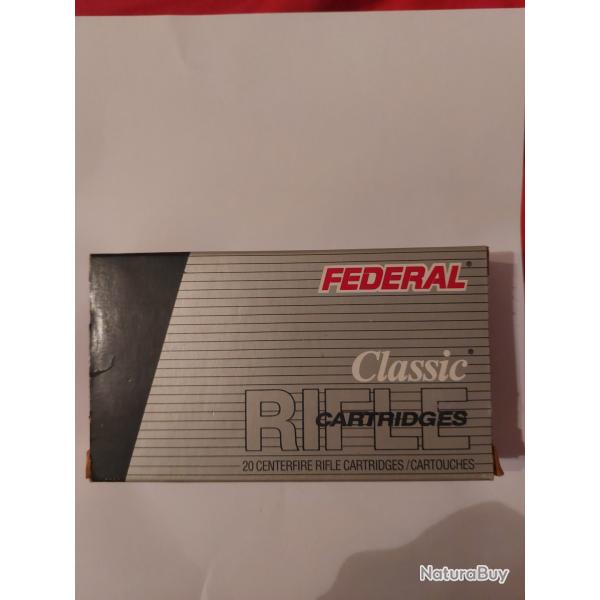 FEDERAL®
Classic®
RIFLE
CARTRIDGES
20 CENTERFIRE RIFLE CARTRIDGES/CARTOUCHES
NaturaBuy